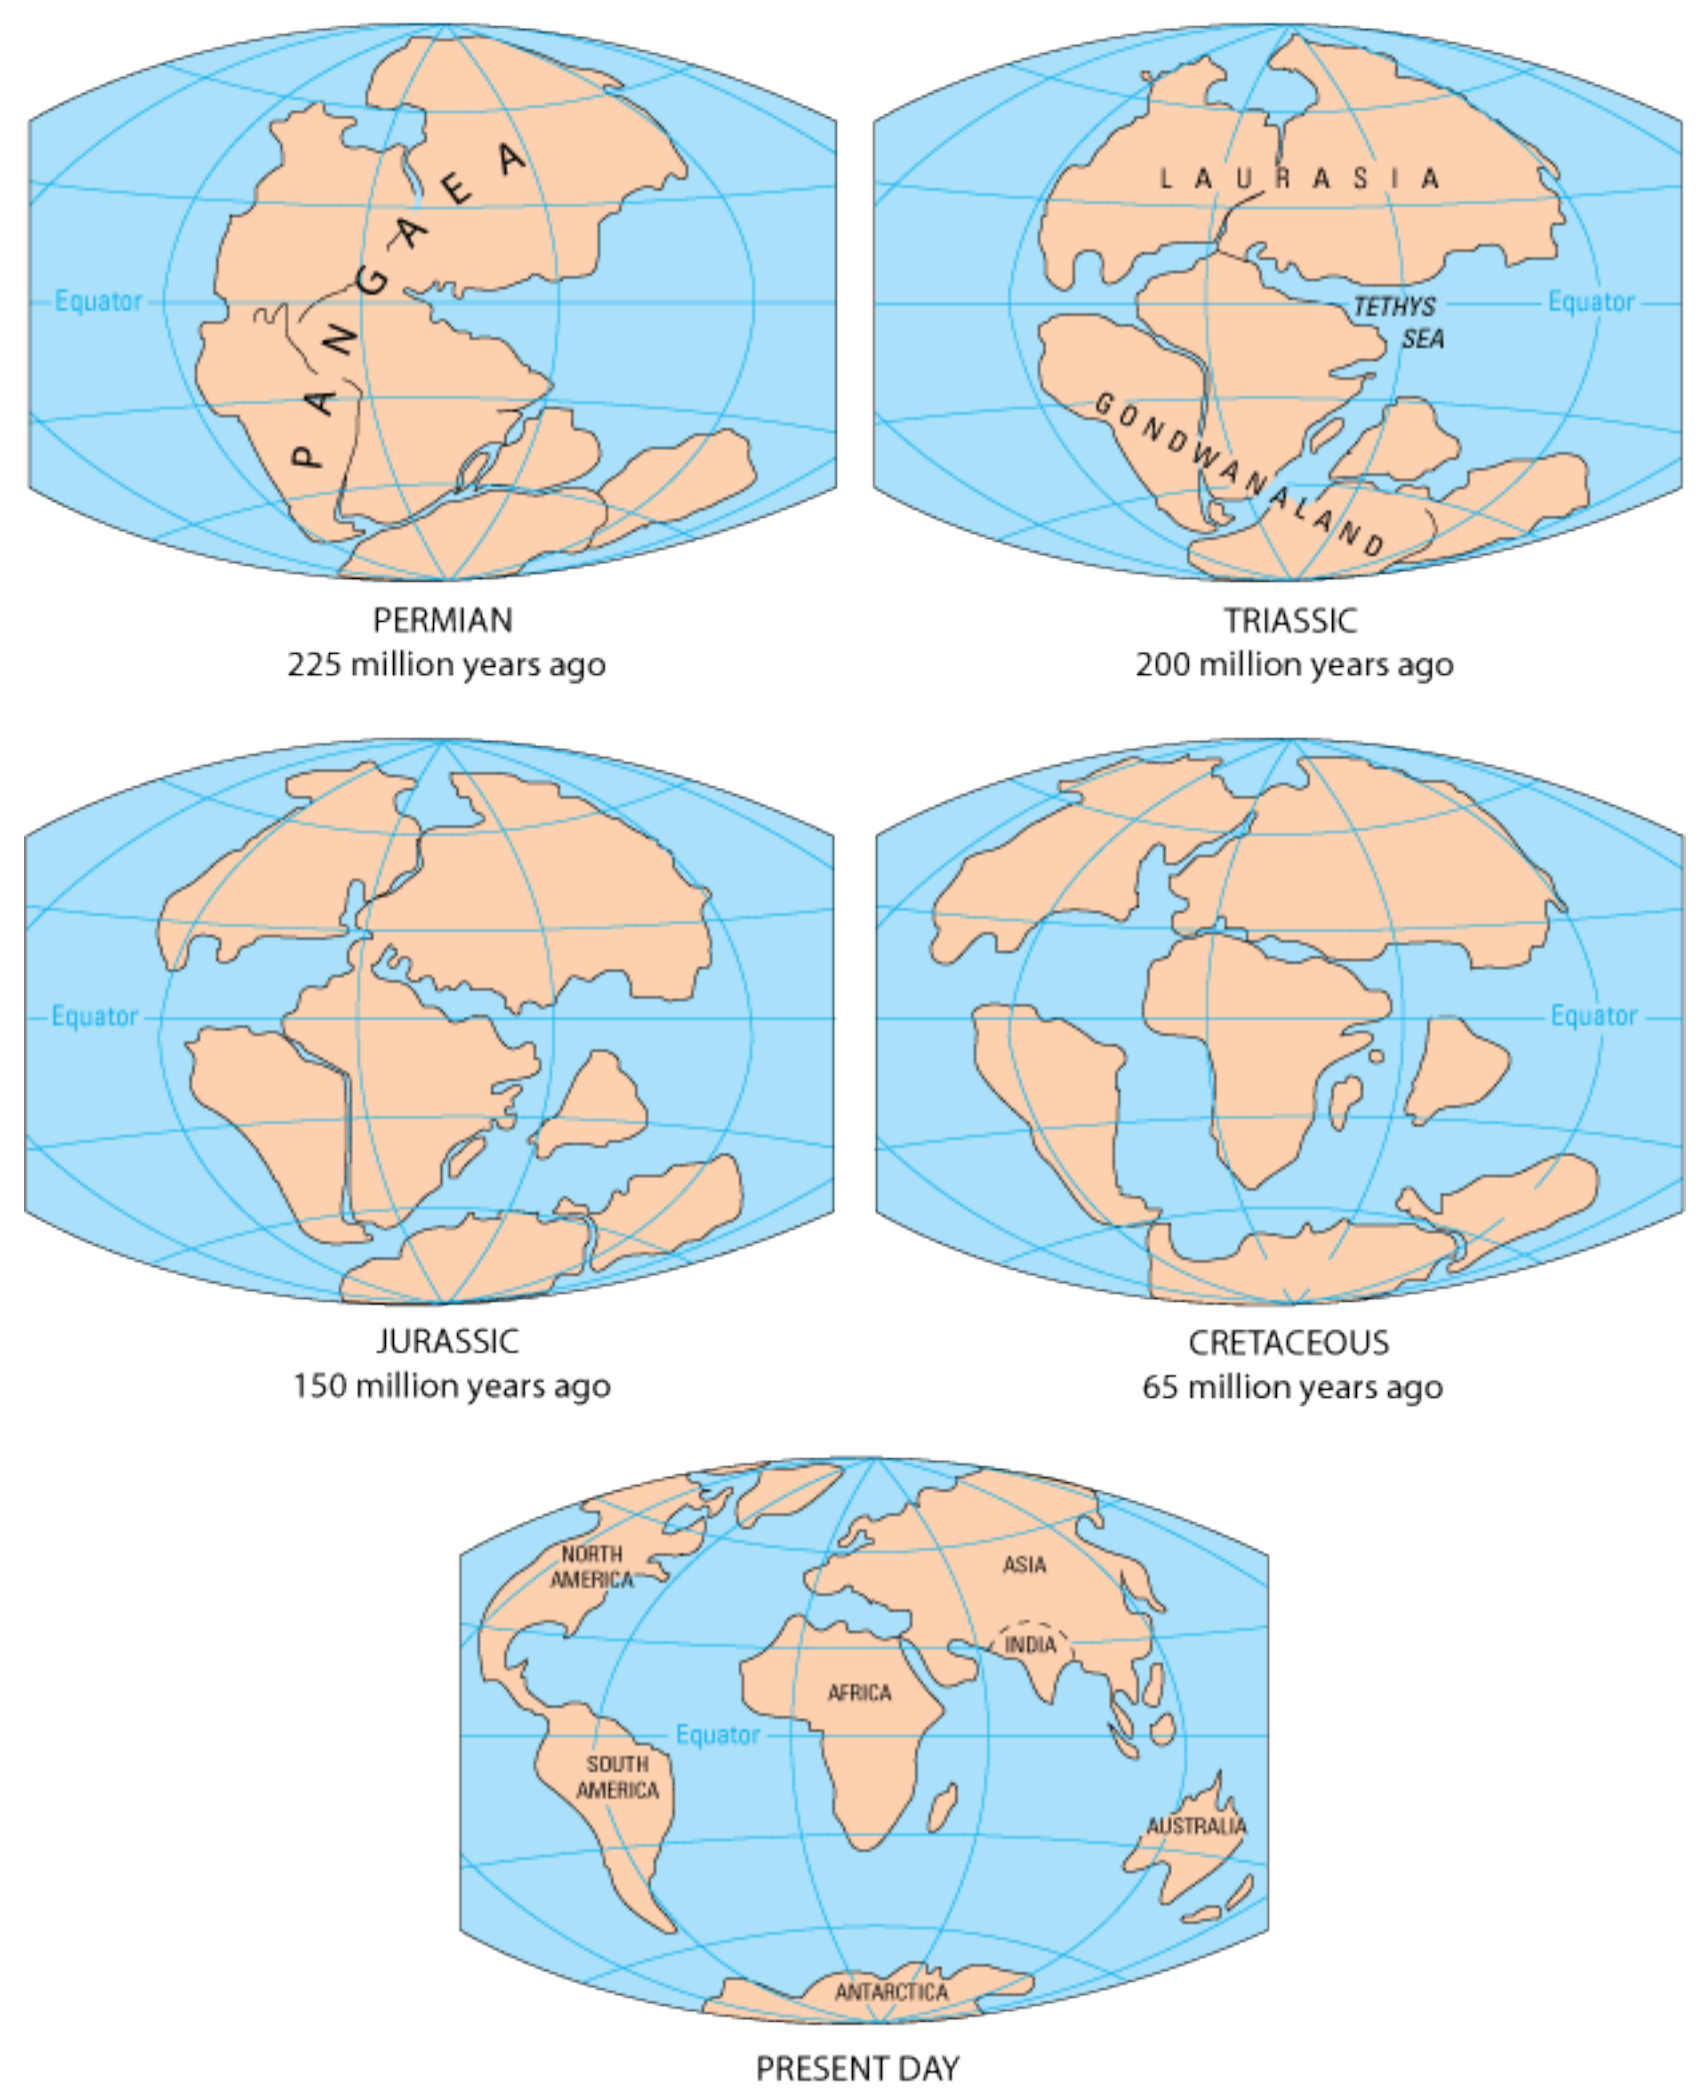 PANGAEA
Equator
PERMIAN
225 million years ago
LAURASIA
TETHYS
SEA
Equator
GONDWANALAND
TRIASSIC
200 million years ago
Equator
JURASSIC
150 million years ago
Equator
CRETACEOUS
65 million years ago
NORTH
AMERICA
ASIA
INDIA
AFRICA
Equator
SOUTH
AMERICA
AUSTRALIA
ANTARCTICA
PRESENT DAY